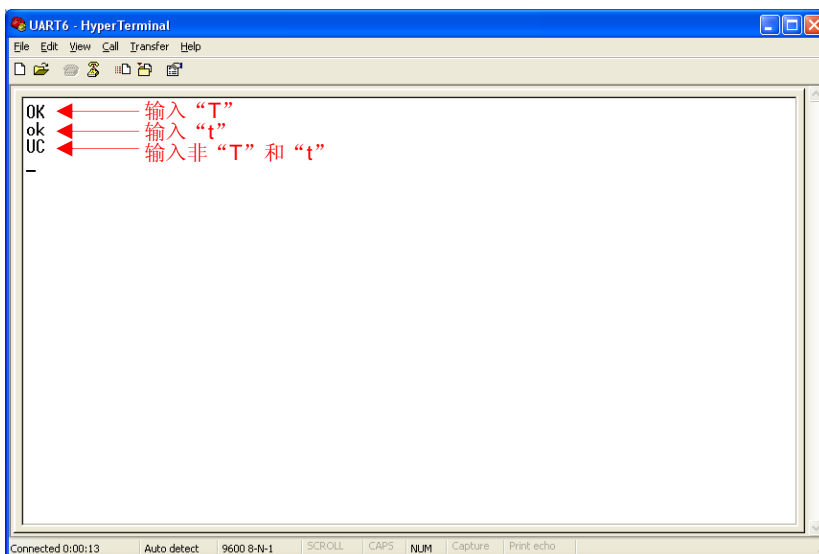 UART6 - HyperTerminal
File Edit View Call Transfer Help
OK 输入“T”
ok 输入“t”
UC 输入非“T”和“t”
_
Connected 0:00:13 Auto detect 9600 8-N-1 SCROLL CAPS NUM Capture Print echo